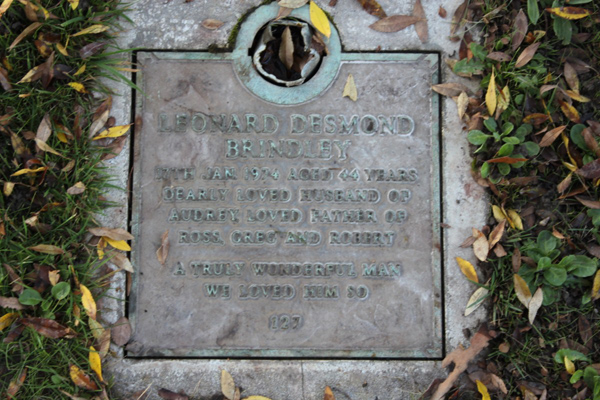 LEONARD DESMOND
BRINDLEY
17TH JAN. 1974 AGED 44 YEARS
DEARLY LOVED HUSBAND OF
AUDREY, LOVED FATHER OF
ROSS, GREG AND ROBERT
A TRULY WONDERFUL MAN
WE LOVED HIM SO
127